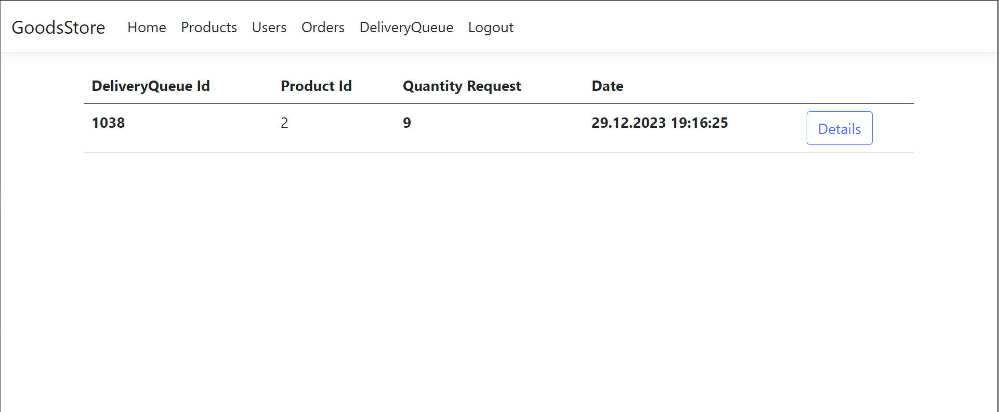 GoodsStore Home Products Users Orders DeliveryQueue Logout
DeliveryQueue Id Product Id Quantity Request Date
1038 2 9 29.12.2023 19:16:25 Details